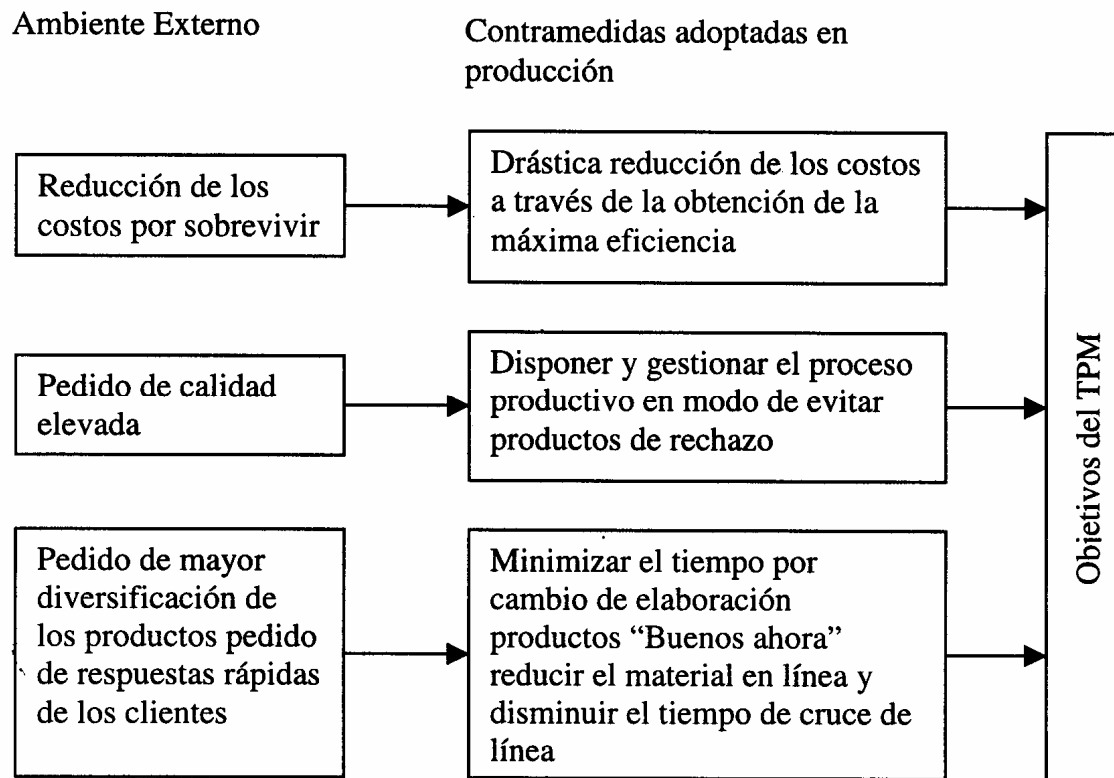 Ambiente Externo
Contramedidas adoptadas en
producción
Reducción de los
costos por sobrevivir
Drástica reducción de los costos
a través de la obtención de la
máxima eficiencia
Pedido de calidad
elevada
Disponer y gestionar el proceso
productivo en modo de evitar
productos de rechazo
Pedido de mayor
diversificación de
los productos pedido
de respuestas rápidas
de los clientes
Minimizar el tiempo por
cambio de elaboración
productos “Buenos ahora”
reducir el material en línea y
disminuir el tiempo de cruce de
línea
Objetivos del TPM